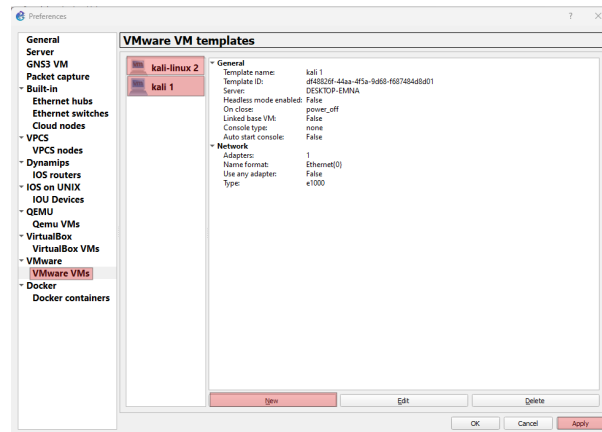 Preferences
?
General
Server
GNS3 VM
Packet capture
Built-in
Ethernet hubs
Ethernet switches
Cloud nodes
VPCS
VPCS nodes
Dynamips
IOS routers
IOS on UNIX
IOU Devices
QEMU
Qemu VMs
VirtualBox
VirtualBox VMs
VMware
VMware VMs
Docker
Docker containers
VMware VM templates
kali-linux 2
kali 1
General
Template name: kali 1
Template ID: df48826f-44aa-4f5a-9d68-f687484d8d01
Server: DESKTOP-EMNA
Headless mode enabled: False
On close: power_off
Linked base VM: False
Console type: none
Auto start console: False
Network
Adapters: 1
Name format: Ethernet{0}
Use any adapter: False
Type: e1000
New Edit Delete
OK Cancel Apply